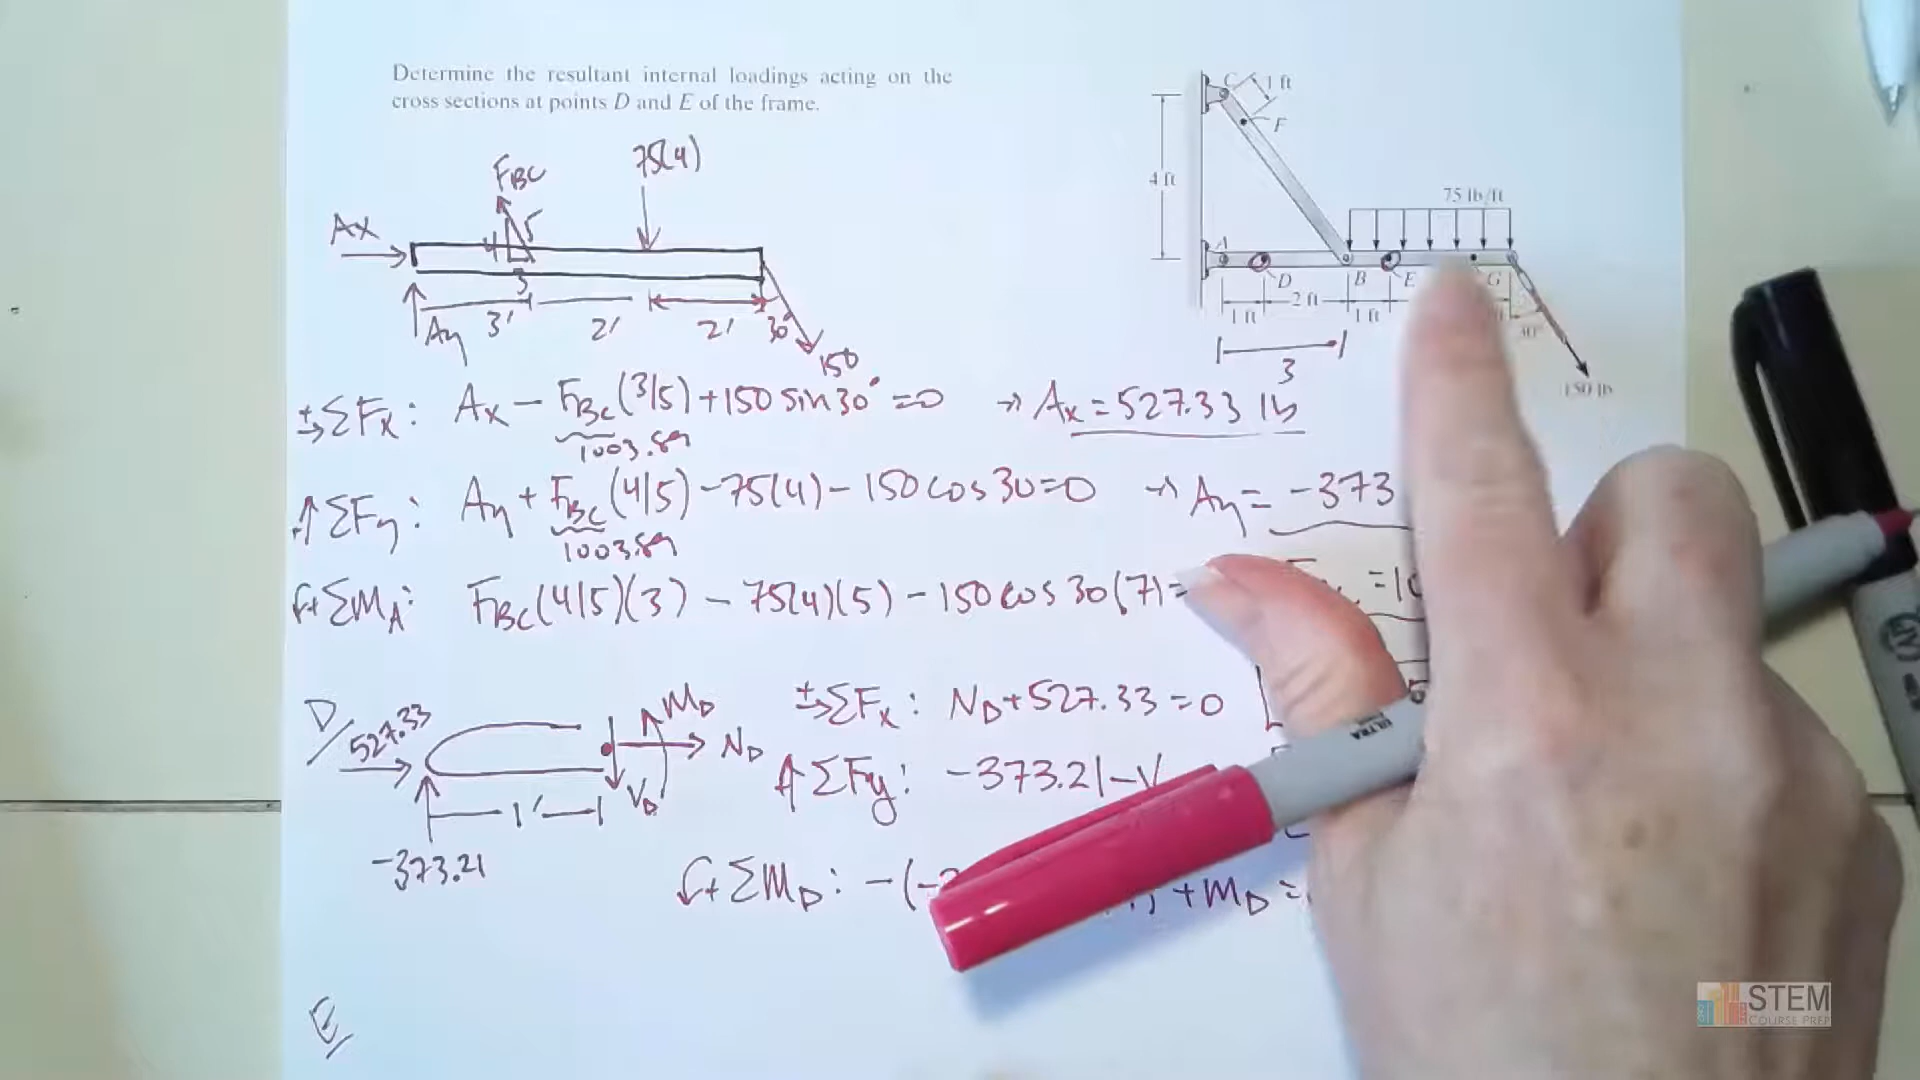 Determine the resultant internal loadings acting on the
cross sections at points D and E of the frame.
FBC
75(4)
Ax
4
5
3
Ay
3'
2'
2'
30°
150
C
1 ft
F
4 ft
75 lb/ft
A
D
B
E
G
1 ft
2 ft
1 ft
30°
150 lb
3
+→ ΣFx: Ax - FBC(3/5) + 150 sin 30° = 0 → Ax = 527.33 lb
1003.89
+↑ ΣFy: Ay + FBC(4/5) - 75(4) - 150 cos 30 = 0 → Ay = -373
1003.89
↶+ ΣMA: FBC(4/5)(3) - 75(4)(5) - 150 cos 30(7) =
D/
527.33
MD
ND
VD
1'
-373.21
+→ ΣFx: ND + 527.33 = 0
+↑ ΣFy: -373.21 - V
↶+ ΣMD: -(- + MD =
E/
ULTRA
STEM
COURSE PREP